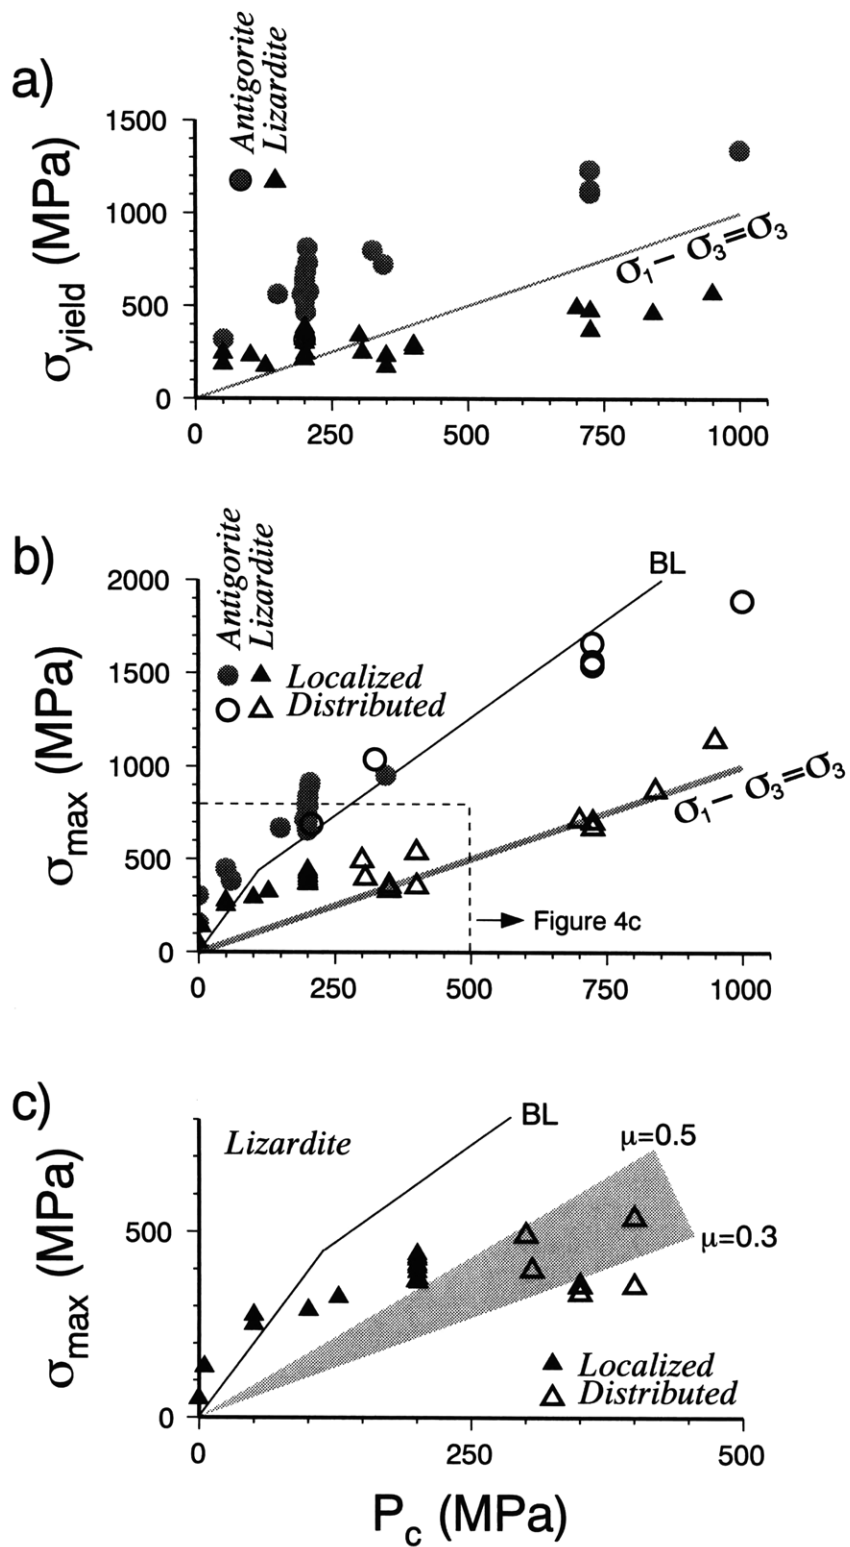 a)
Antigorite
Lizardite
σyield (MPa)
1500
1000
500
0
σ1 − σ3=σ3
0 250 500 750 1000
b)
Antigorite
Lizardite
σmax (MPa)
2000
1500
1000
500
0
BL
Localized
Distributed
σ1 − σ3=σ3
Figure 4c
0 250 500 750 1000
c)
Lizardite
BL
μ=0.5
μ=0.3
σmax (MPa)
500
0
Localized
Distributed
0 250 500
Pc (MPa)